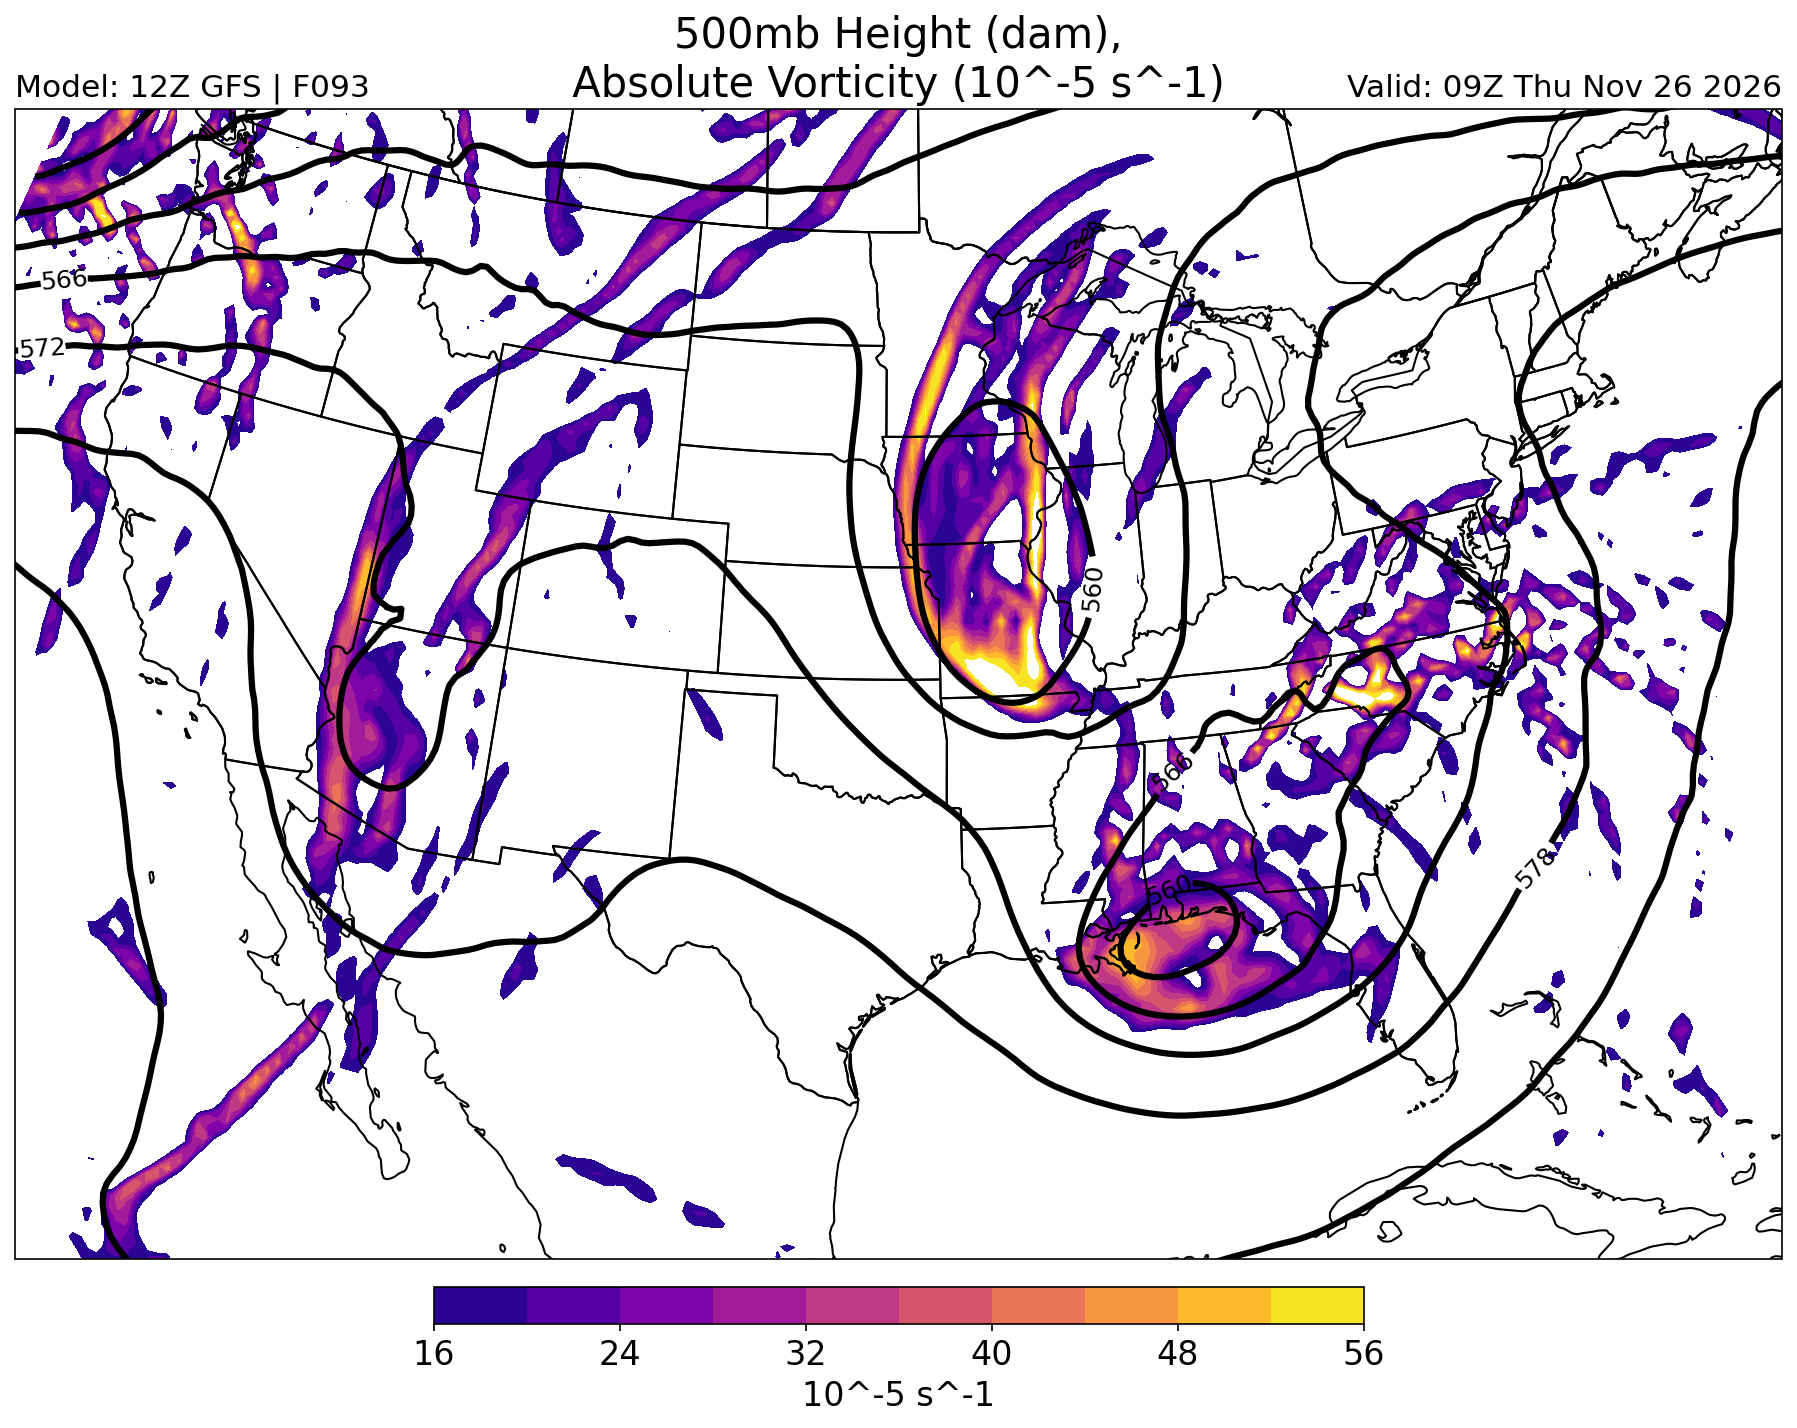 500mb Height (dam),
Model: 12Z GFS | F093
Absolute Vorticity (10^-5 s^-1)
Valid: 09Z Thu Nov 26 2026
566
572
560
566
560
578
16 24 32 40 48 56
10^-5 s^-1